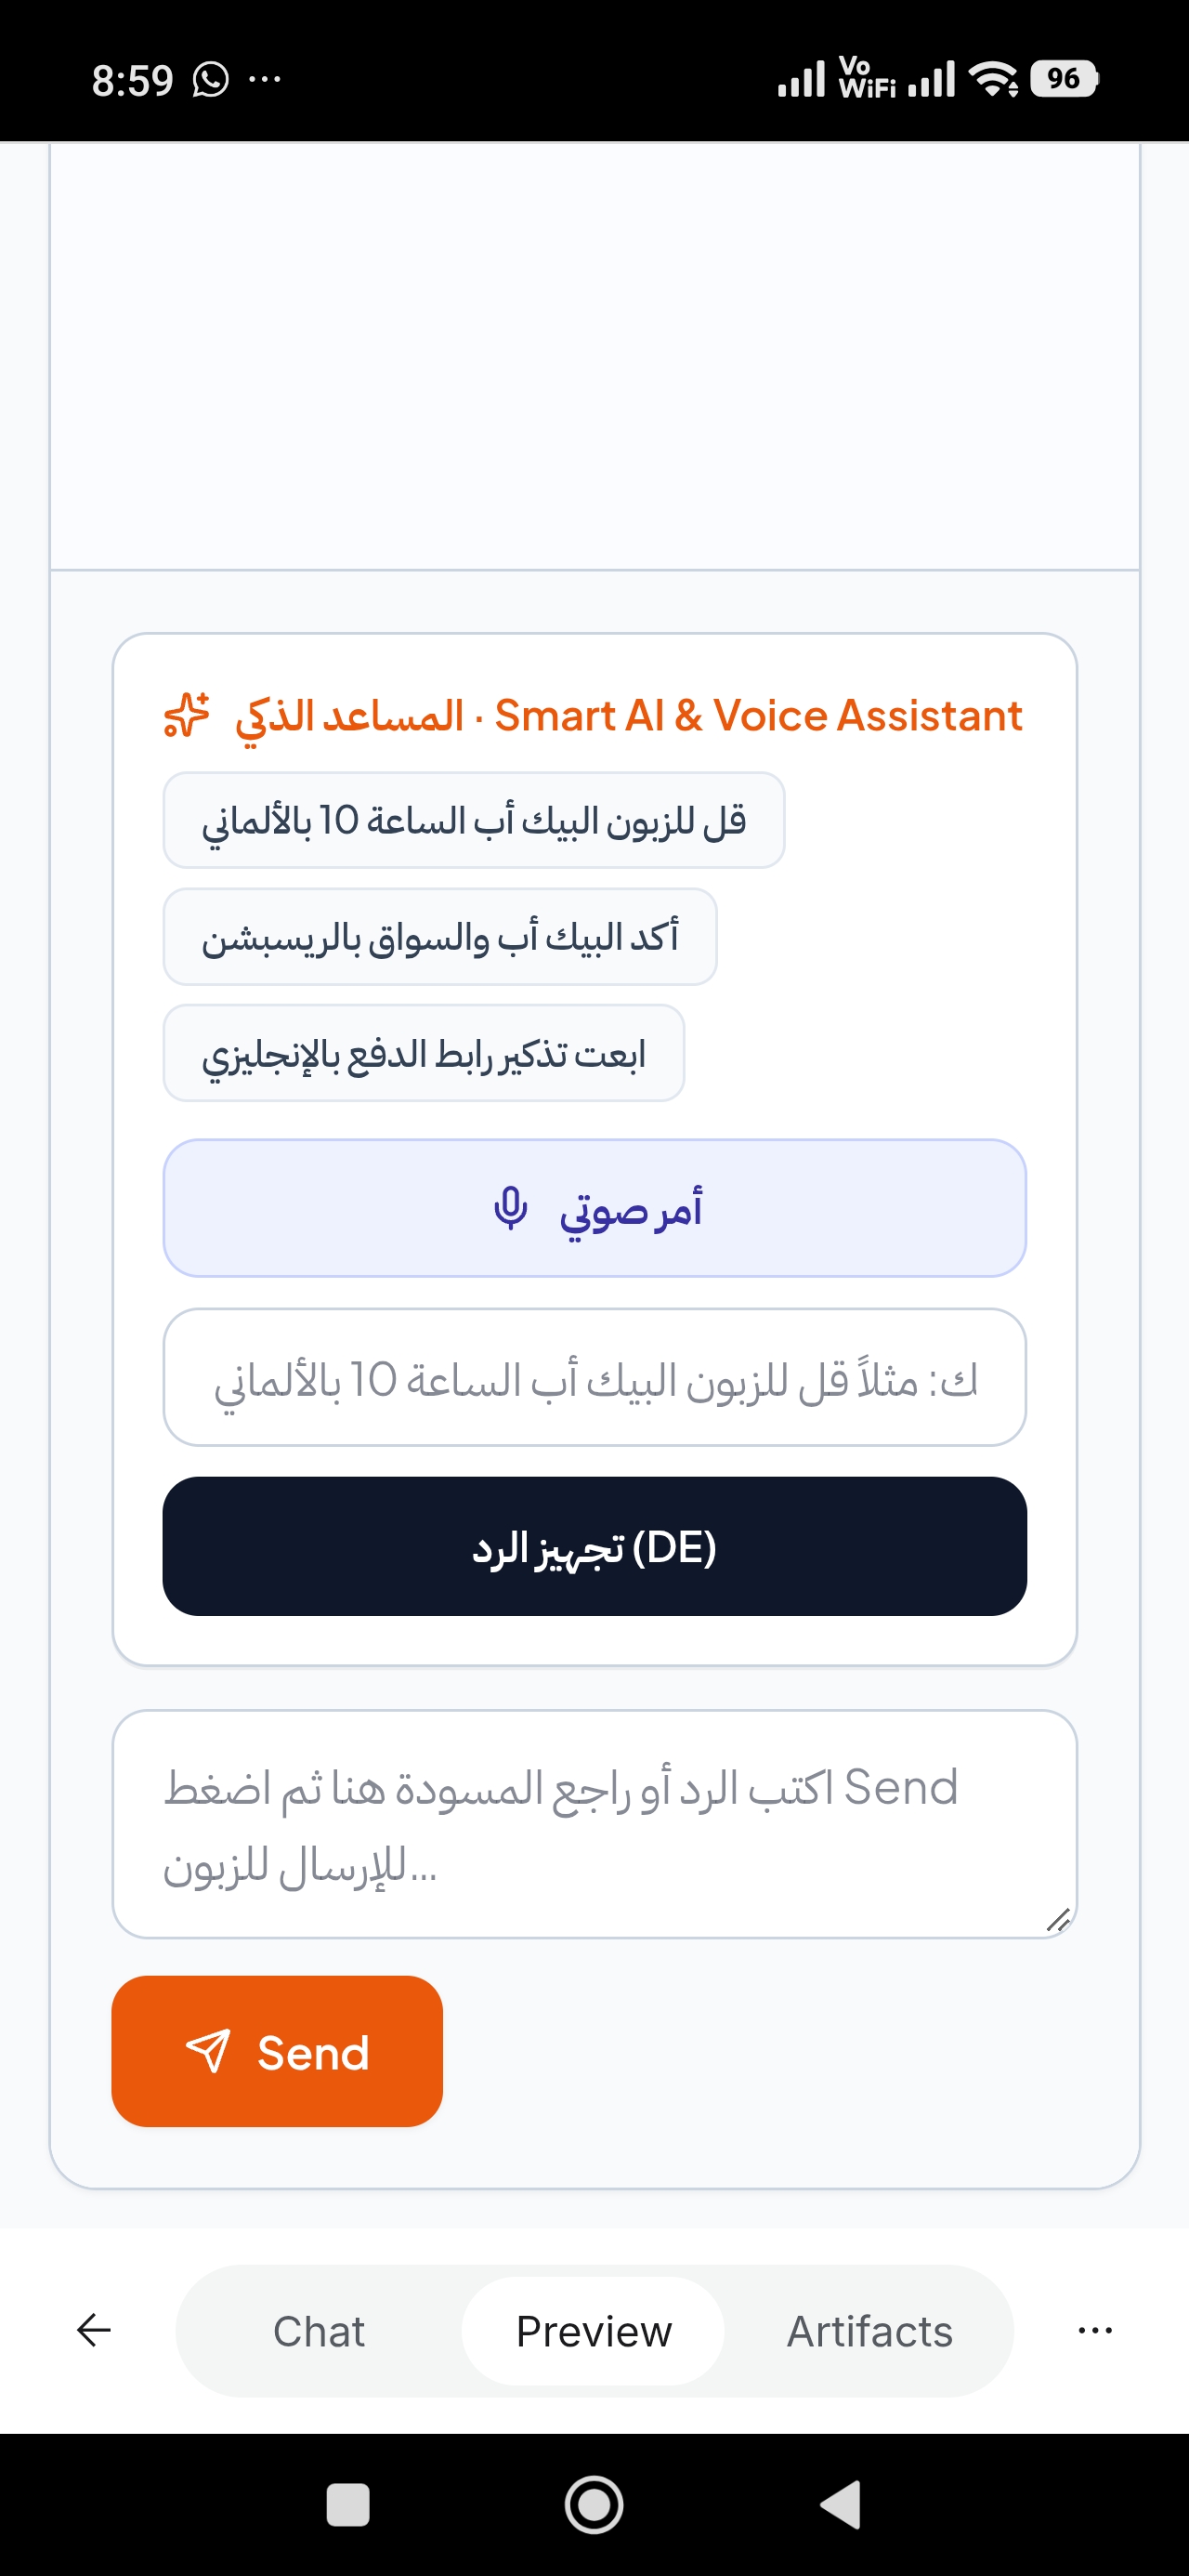 8:59
Vo WiFi
96
المساعد الذكي · Smart AI & Voice Assistant
قل للزبون البيك أب الساعة 10 بالألماني
أكد البيك أب والسواق بالريسبشن
ابعت تذكير رابط الدفع بالإنجليزي
أمر صوتي
ك: مثلاً قل للزبون البيك أب الساعة 10 بالألماني
تجهيز الرد (DE)
اكتب الرد أو راجع المسودة هنا ثم اضغط Send
للإرسال للزبون...
Send
Chat
Preview
Artifacts